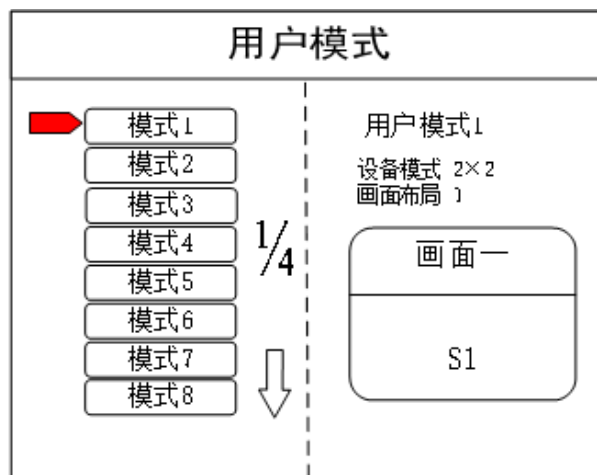 用户模式
模式1
模式2
模式3
模式4
模式5
模式6
模式7
模式8
1/4
用户模式1
设备模式 2×2
画面布局 1
画面一
S1